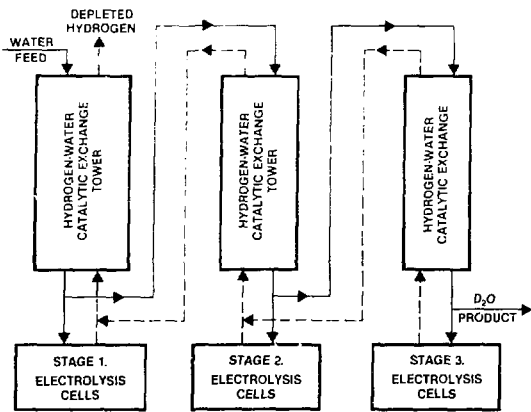 DEPLETED
HYDROGEN
WATER
FEED
HYDROGEN-WATER
CATALYTIC EXCHANGE
TOWER
HYDROGEN-WATER
CATALYTIC EXCHANGE
TOWER
HYDROGEN-WATER
CATALYTIC EXCHANGE
D₂O
PRODUCT
STAGE 1.
ELECTROLYSIS
CELLS
STAGE 2.
ELECTROLYSIS
CELLS
STAGE 3.
ELECTROLYSIS
CELLS